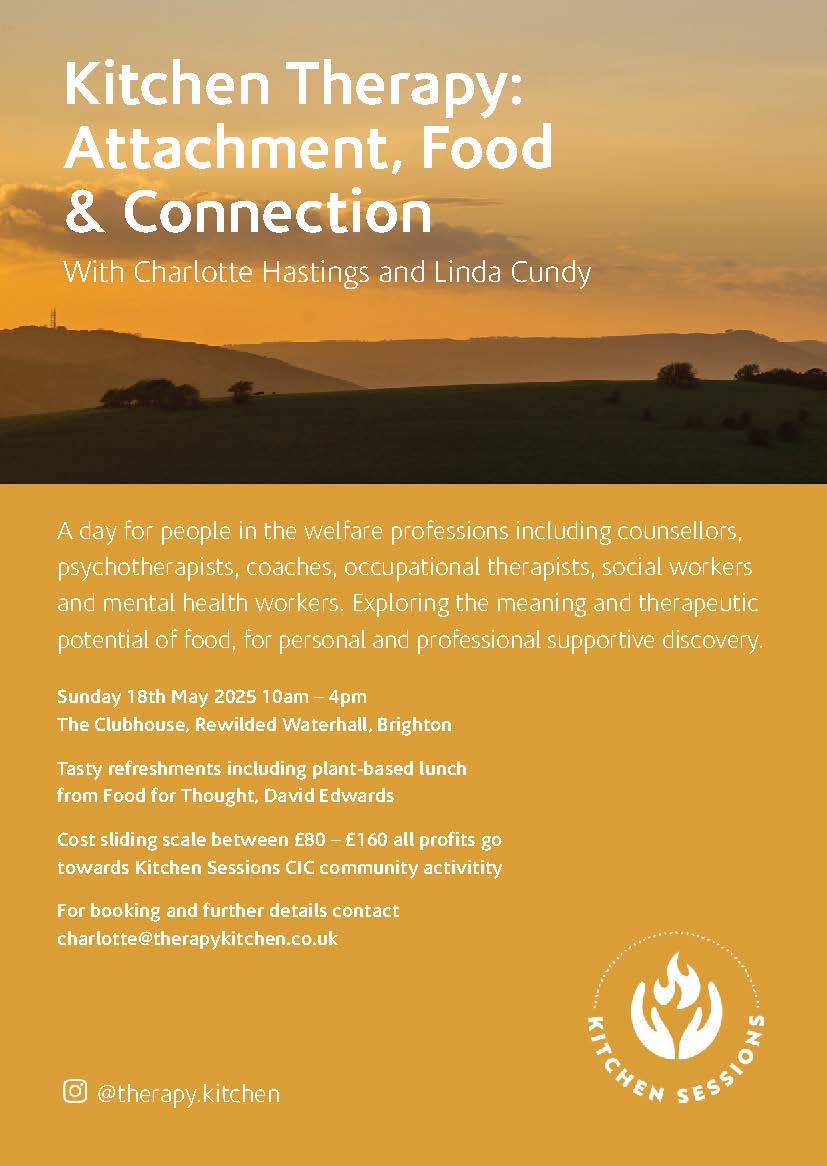 Kitchen Therapy:
Attachment, Food
& Connection
With Charlotte Hastings and Linda Cundy
A day for people in the welfare professions including counsellors,
psychotherapists, coaches, occupational therapists, social workers
and mental health workers. Exploring the meaning and therapeutic
potential of food, for personal and professional supportive discovery.
Sunday 18th May 2025 10am – 4pm
The Clubhouse, Rewilded Waterhall, Brighton
Tasty refreshments including plant-based lunch
from Food for Thought, David Edwards
Cost sliding scale between £80 – £160 all profits go
towards Kitchen Sessions CIC community activitity
For booking and further details contact
charlotte@therapykitchen.co.uk
KITCHEN SESSIONS
@therapy.kitchen